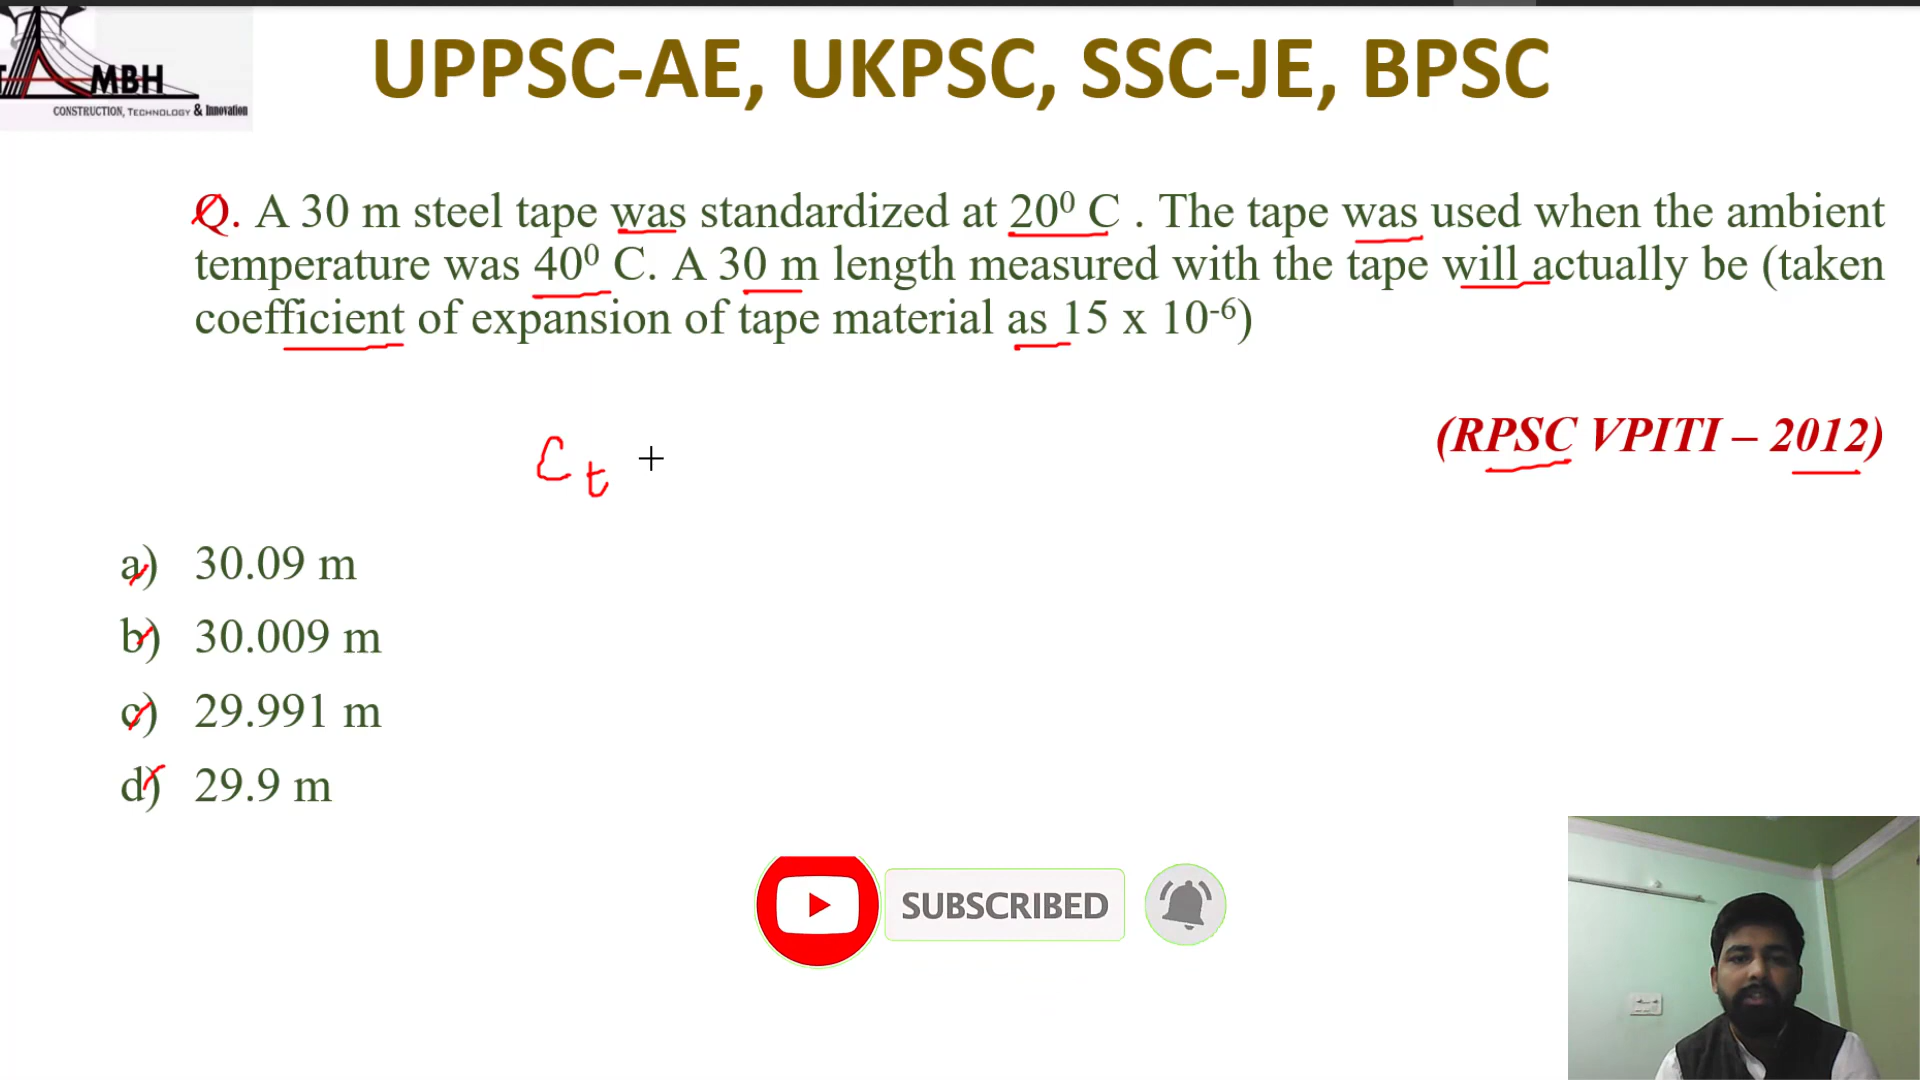 MBH
CONSTRUCTION, TECHNOLOGY & Innovation
UPPSC-AE, UKPSC, SSC-JE, BPSC
Q. A 30 m steel tape was standardized at 20⁰ C . The tape was used when the ambient
temperature was 40⁰ C. A 30 m length measured with the tape will actually be (taken
coefficient of expansion of tape material as 15 x 10⁻⁶)
(RPSC VPITI – 2012)
Ct
a) 30.09 m
b) 30.009 m
c) 29.991 m
d) 29.9 m
SUBSCRIBED